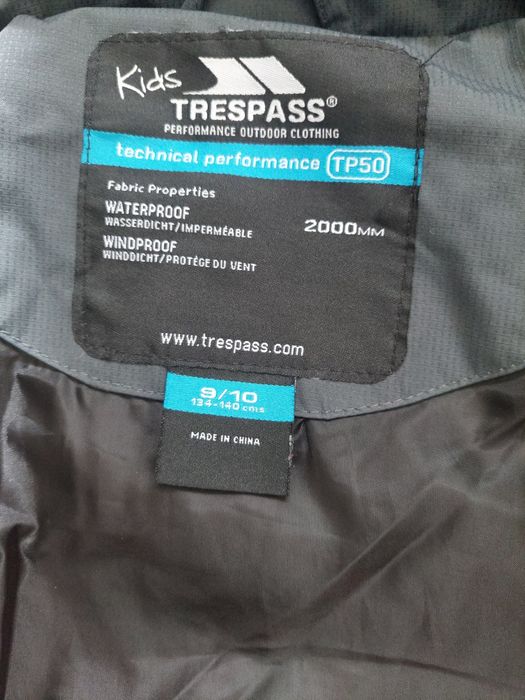 Kids
TRESPASS®
PERFORMANCE OUTDOOR CLOTHING
technical performance TP50
Fabric Properties
WATERPROOF 2000MM
WASSERDICHT/IMPERMÉABLE
WINDPROOF
WINDDICHT/PROTÉGE DU VENT
www.trespass.com
9/10
134-140 cms
MADE IN CHINA